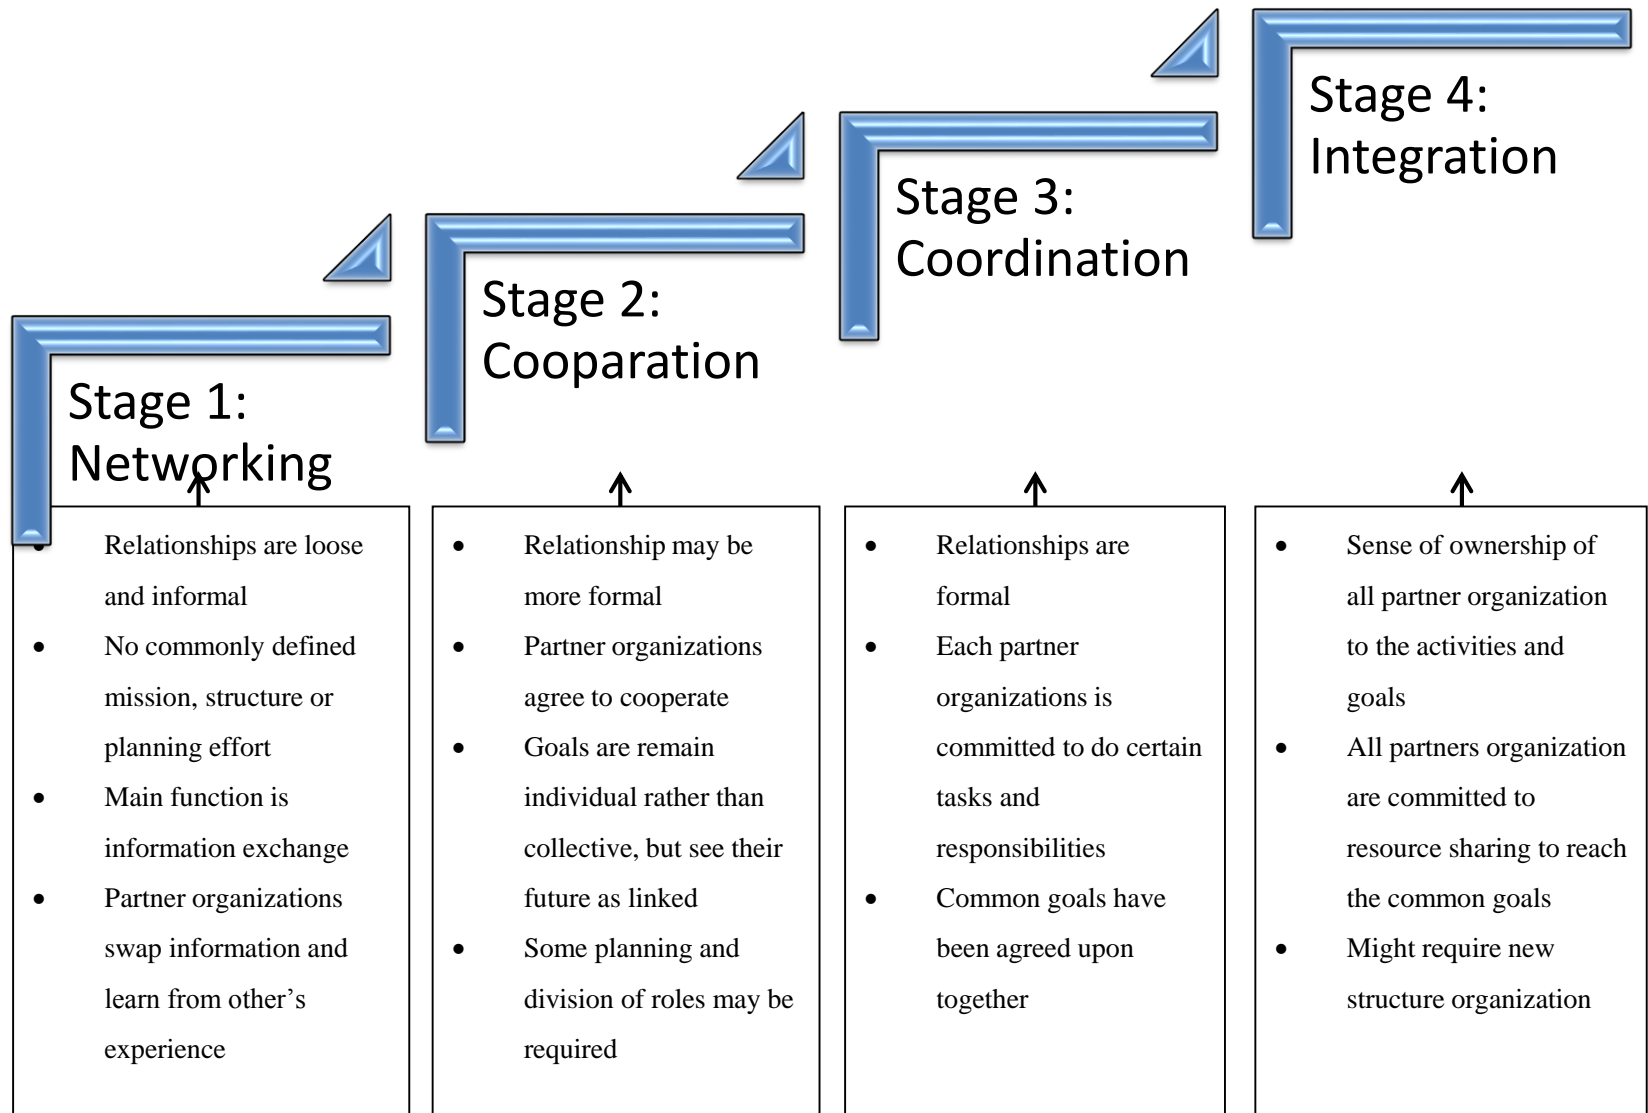 Stage 1:
Networking
Stage 2:
Cooparation
Stage 3:
Coordination
Stage 4:
Integration
• Relationships are loose
and informal
• No commonly defined
mission, structure or
planning effort
• Main function is
information exchange
• Partner organizations
swap information and
learn from other’s
experience
• Relationship may be
more formal
• Partner organizations
agree to cooperate
• Goals are remain
individual rather than
collective, but see their
future as linked
• Some planning and
division of roles may be
required
• Relationships are
formal
• Each partner
organizations is
committed to do certain
tasks and
responsibilities
• Common goals have
been agreed upon
together
• Sense of ownership of
all partner organization
to the activities and
goals
• All partners organization
are committed to
resource sharing to reach
the common goals
• Might require new
structure organization